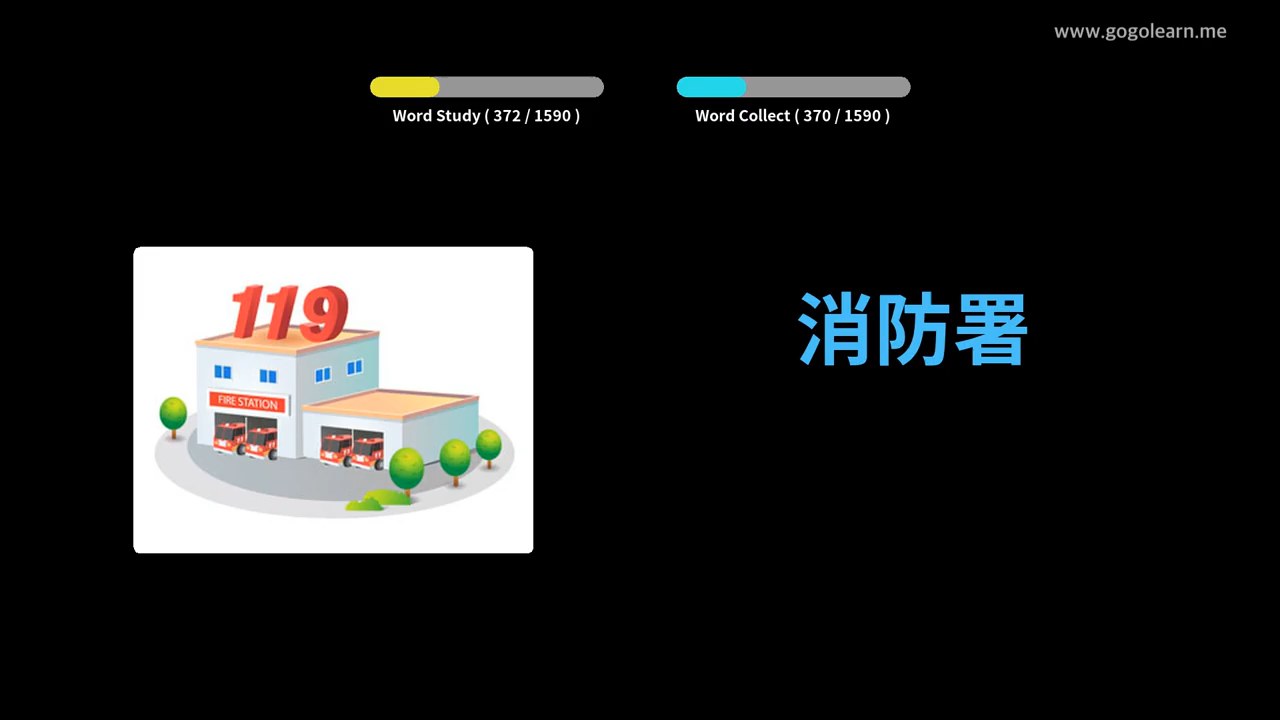 www.gogolearn.me
Word Study ( 372 / 1590 )
Word Collect ( 370 / 1590 )
119
FIRE STATION
消防署